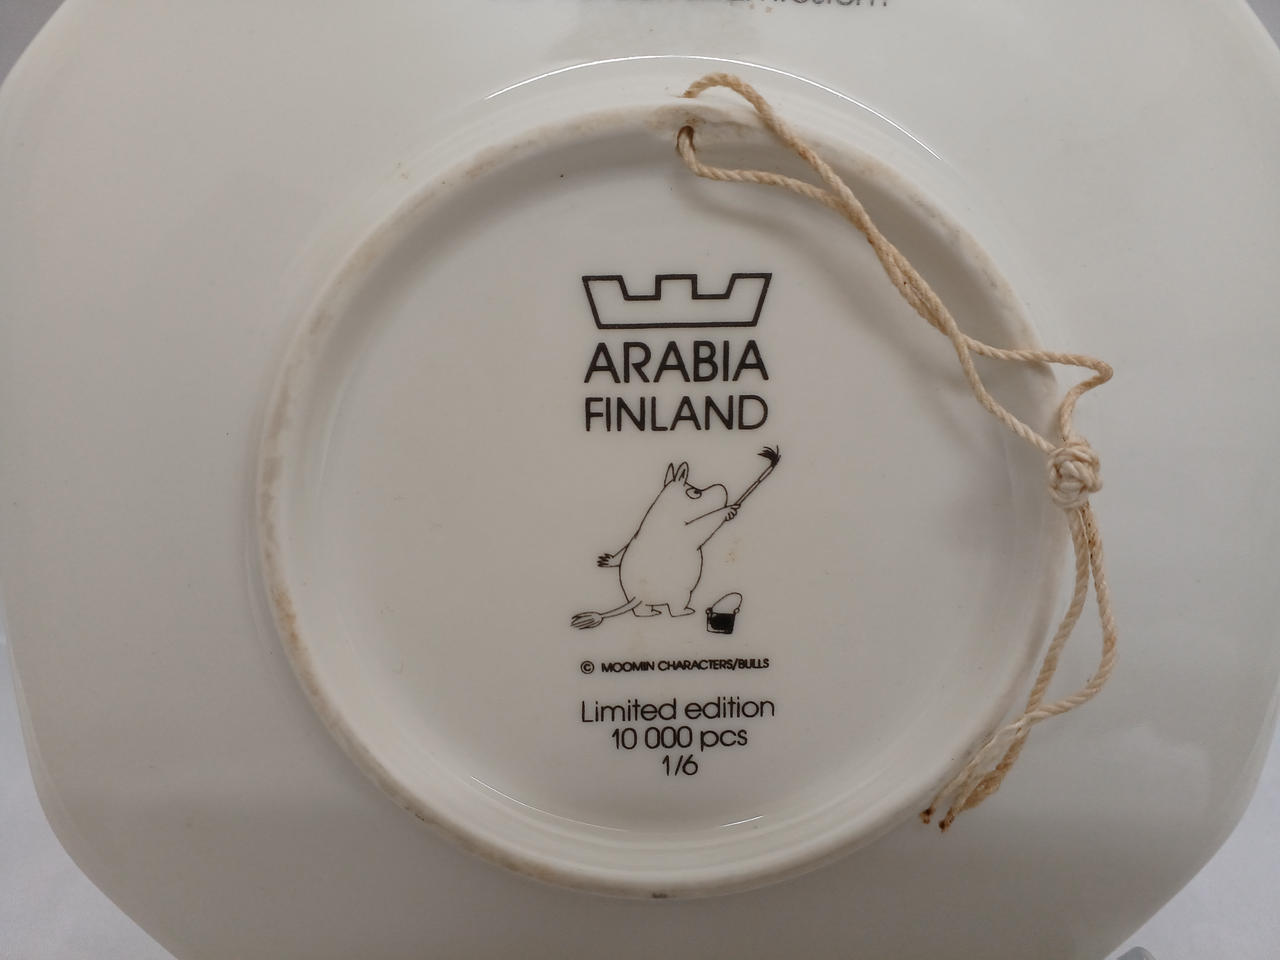 ARABIA
FINLAND
© MOOMIN CHARACTERS/BULLS
Limited edition
10 000 pcs
1/6